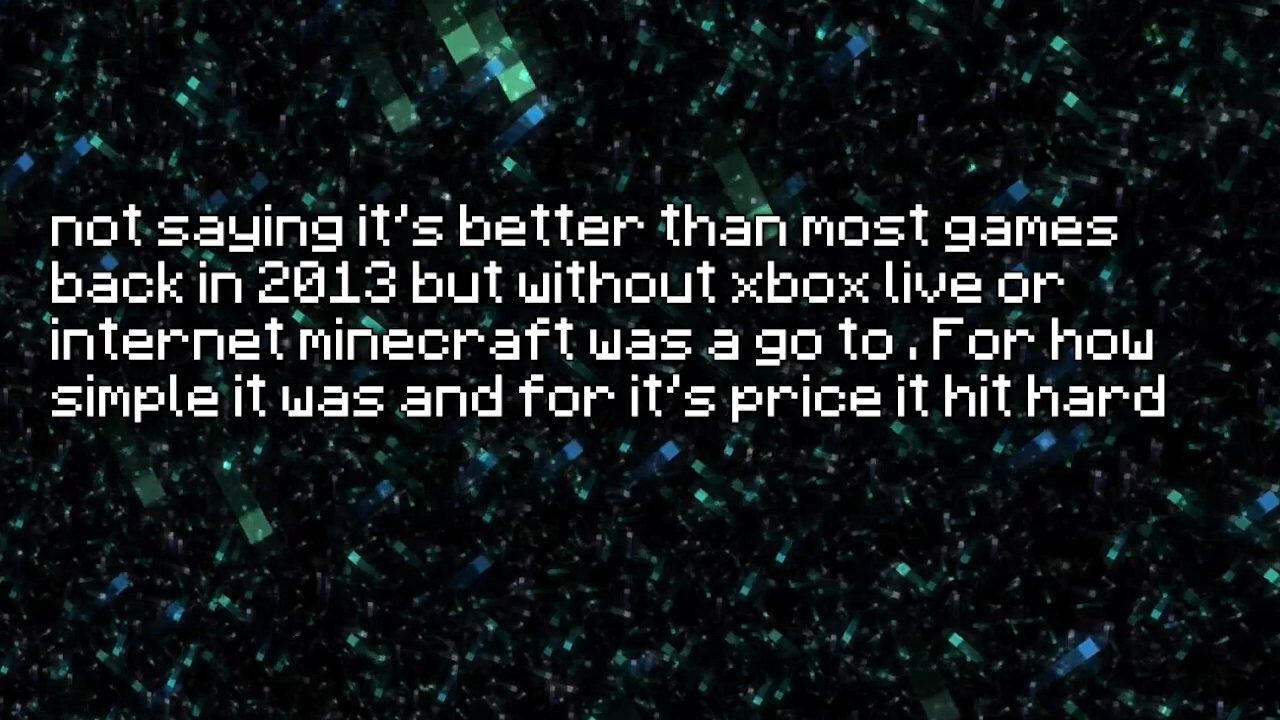 not saying it's better than most games
back in 2013 but without xbox live or
internet minecraft was a go to . For how
simple it was and for it's price it hit hard